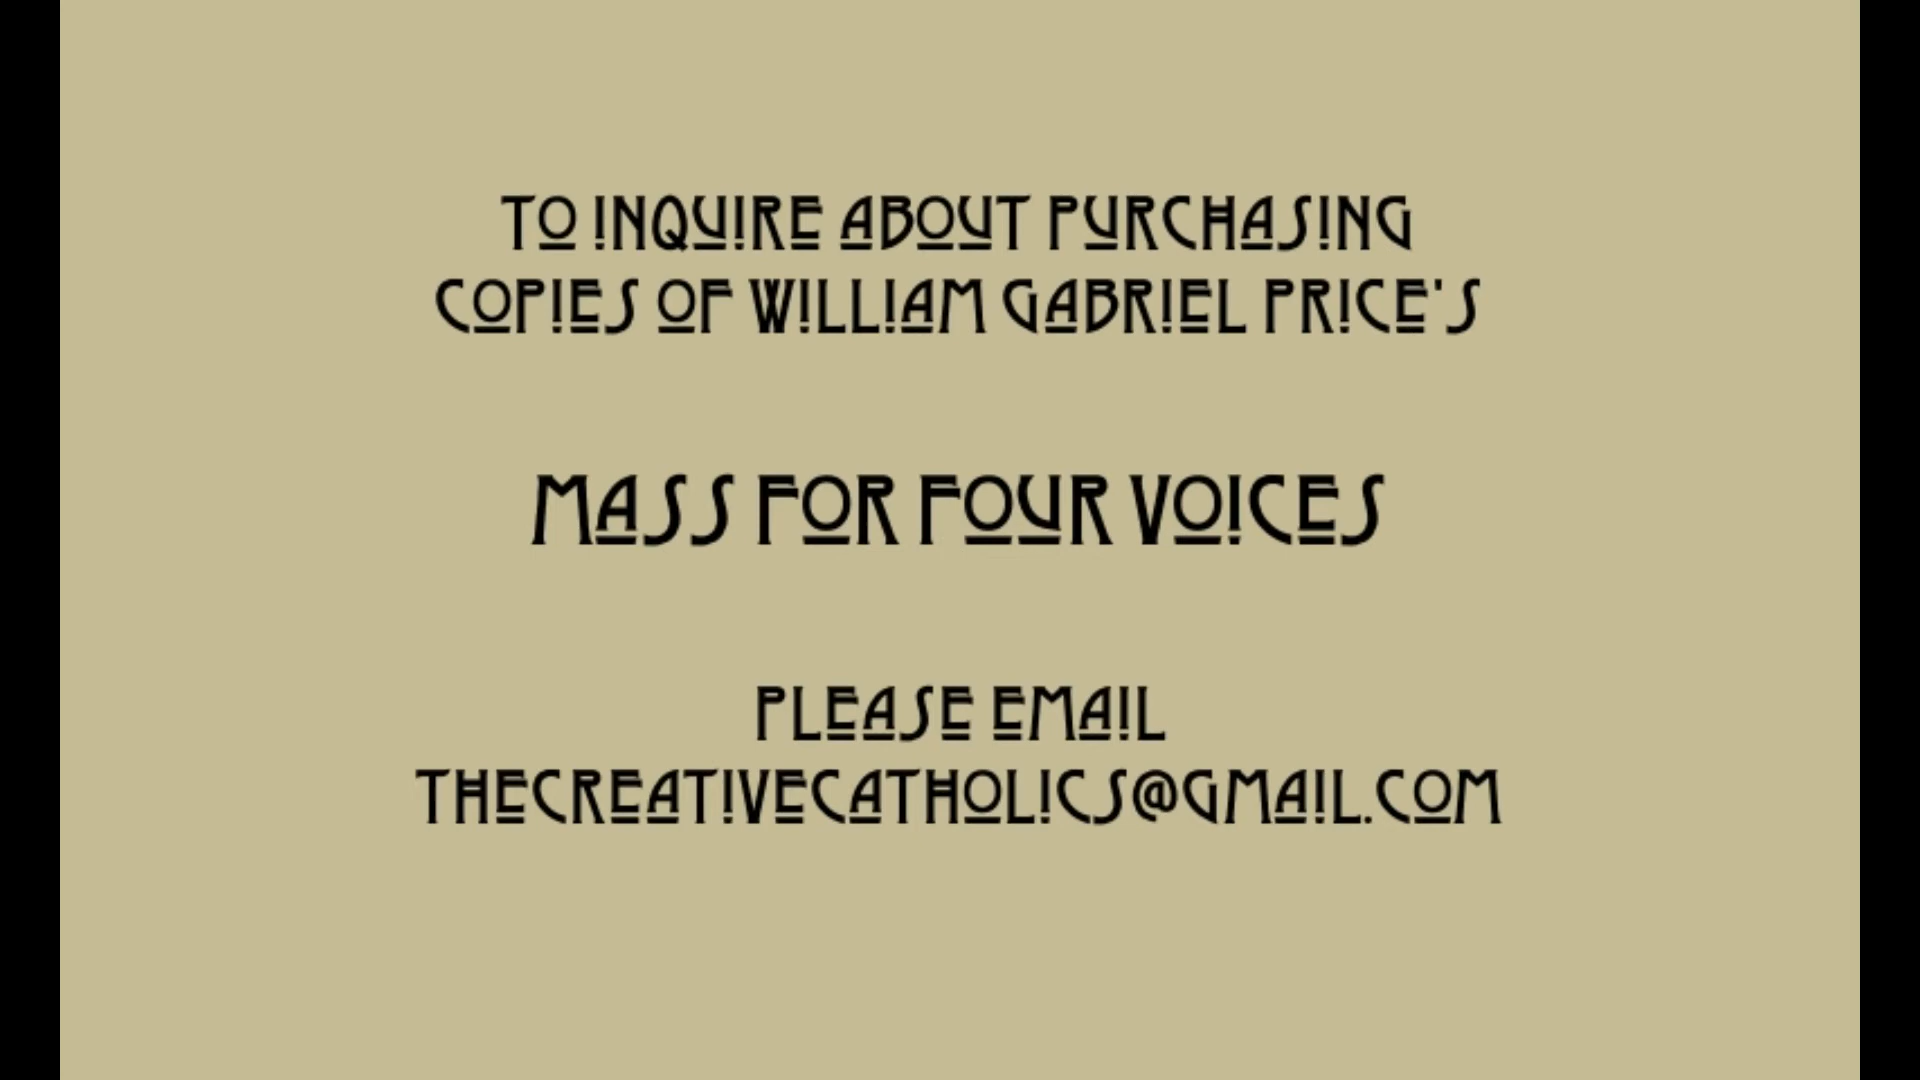 TO INQUIRE ABOUT PURCHASING
COPIES OF WILLIAM GABRIEL PRICE'S
MASS FOR FOUR VOICES
PLEASE EMAIL
THECREATIVECATHOLICS@GMAIL.COM